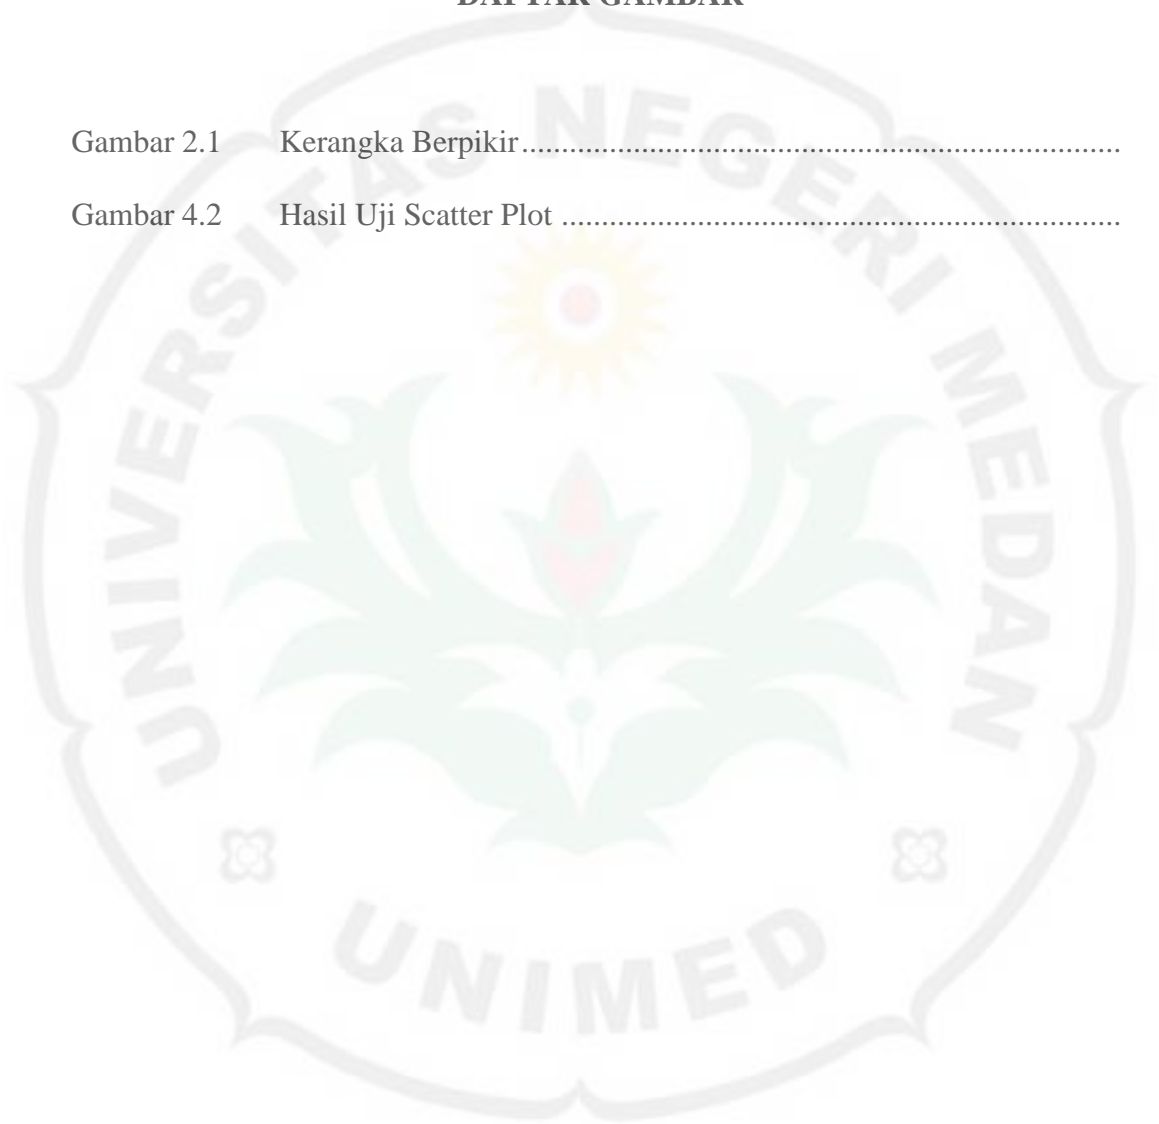 DAFTAR GAMBAR
Gambar 2.1 Kerangka Berpikir...........................................................................
Gambar 4.2 Hasil Uji Scatter Plot ......................................................................
UNIVERSITAS NEGERI MEDAN
UNIMED